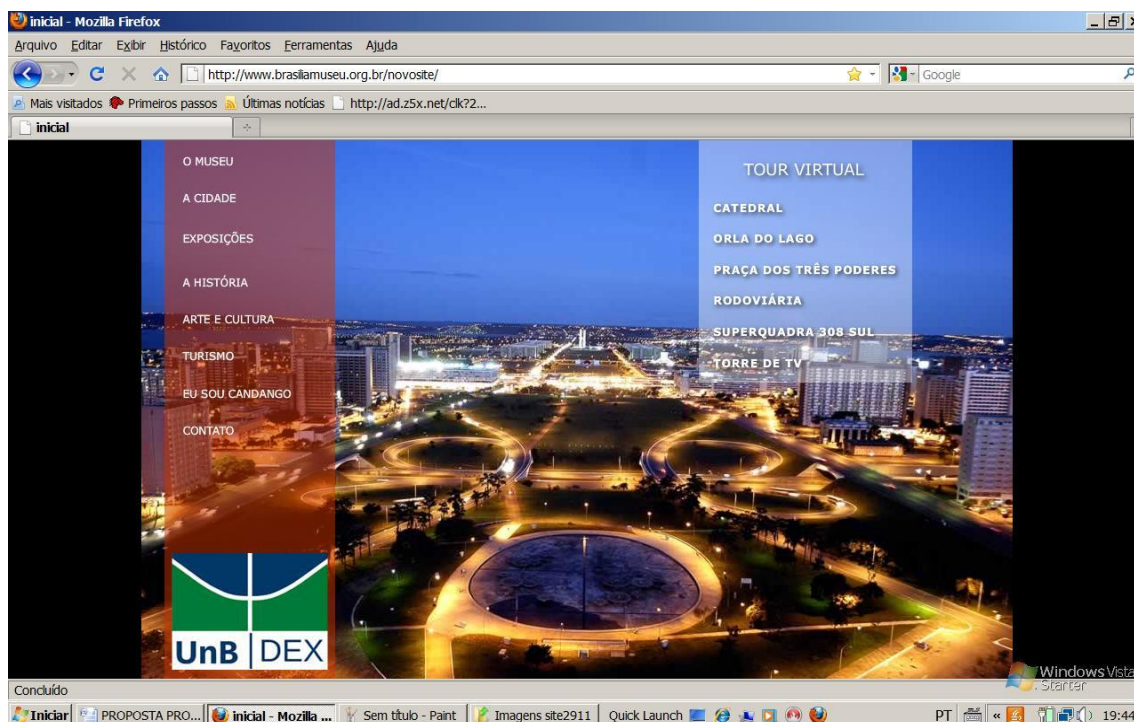 inicial - Mozilla Firefox
Arquivo Editar Exibir Histórico Favoritos Ferramentas Ajuda
http://www.brasiliamuseu.org.br/novosite/
Google
Mais visitados Primeiros passos Últimas notícias http://ad.z5x.net/clk?2...
inicial
O MUSEU
A CIDADE
EXPOSIÇÕES
A HISTÓRIA
ARTE E CULTURA
TURISMO
EU SOU CANDANGO
CONTATO
UnB DEX
TOUR VIRTUAL
CATEDRAL
ORLA DO LAGO
PRAÇA DOS TRÊS PODERES
RODOVIÁRIA
SUPERQUADRA 308 SUL
TORRE DE TV
Windows Vista
Starter
Concluído
Iniciar PROPOSTA PRO... inicial - Mozilla ... Sem título - Paint Imagens site2911 Quick Launch PT « 19:44